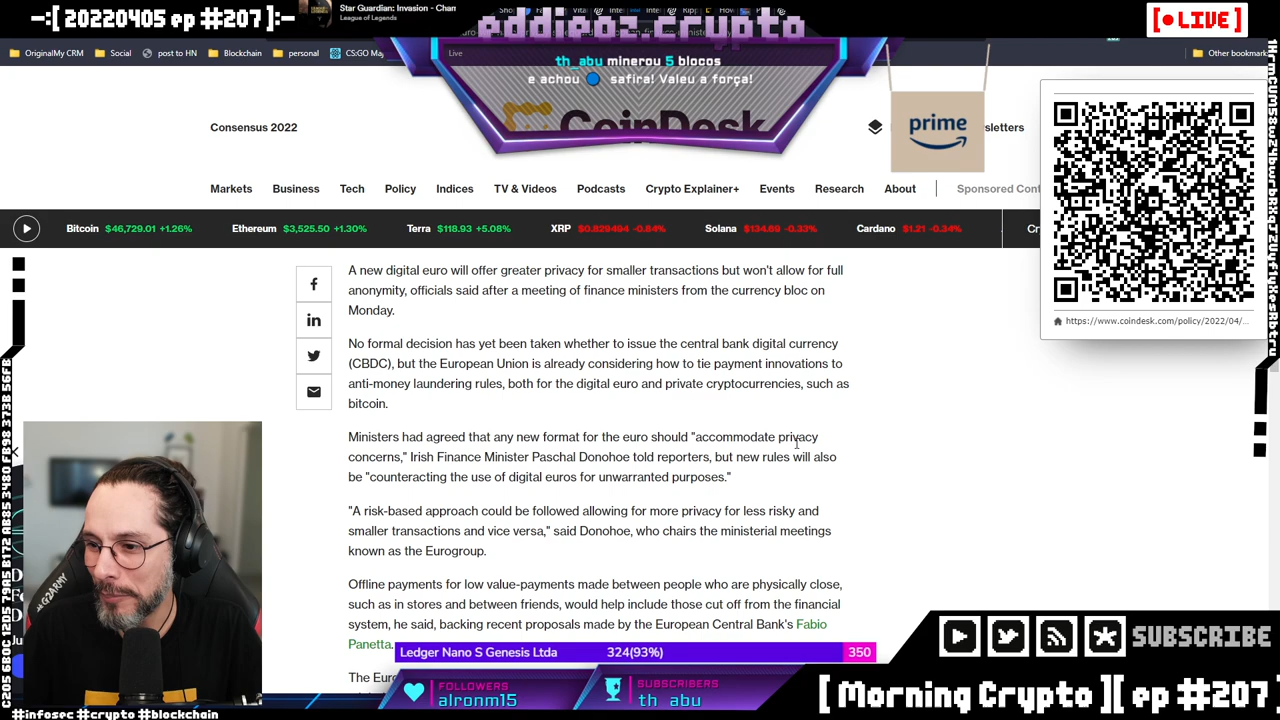 -:[ 20220405 ep #207 ]:-
Star Guardian: Invasion - Cham
League of Legends
eddieoz.crypto
[ LIVE ]
OriginalMy CRM
Social
post to HN
Blockchain
personal
CS:GO Maj
Live
Other bookmark
th_abu minerou 5 blocos
e achou safira! Valeu a força!
Consensus 2022
CoinDesk
prime
sletters
Markets
Business
Tech
Policy
Indices
TV & Videos
Podcasts
Crypto Explainer+
Events
Research
About
Sponsored Cont
Bitcoin $46,729.01 +1.26%
Ethereum $3,525.50 +1.30%
Terra $118.93 +5.08%
XRP $0.829494 -0.64%
Solana $134.69 -0.33%
Cardano $1.21 -0.34%
Cr
https://www.coindesk.com/policy/2022/04/...
A new digital euro will offer greater privacy for smaller transactions but won't allow for full
anonymity, officials said after a meeting of finance ministers from the currency bloc on
Monday.
No formal decision has yet been taken whether to issue the central bank digital currency
(CBDC), but the European Union is already considering how to tie payment innovations to
anti-money laundering rules, both for the digital euro and private cryptocurrencies, such as
bitcoin.
Ministers had agreed that any new format for the euro should "accommodate privacy
concerns," Irish Finance Minister Paschal Donohoe told reporters, but new rules will also
be "counteracting the use of digital euros for unwarranted purposes."
"A risk-based approach could be followed allowing for more privacy for less risky and
smaller transactions and vice versa," said Donohoe, who chairs the ministerial meetings
known as the Eurogroup.
Offline payments for low value-payments made between people who are physically close,
such as in stores and between friends, would help include those cut off from the financial
system, he said, backing recent proposals made by the European Central Bank's Fabio
Panetta.
The Euro
Ledger Nano S Genesis Ltda 324(93%) 350
FOLLOWERS
alronm15
SUBSCRIBERS
th_abu
SUBSCRIBE
[ Morning Crypto ][ ep #207 ]
#infosec #crypto #blockchain